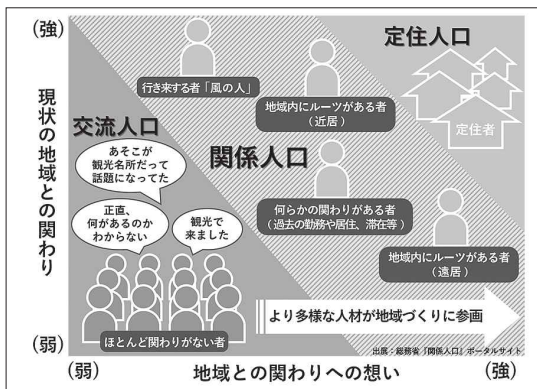 (強)
定住人口
行き来する者「風の人」
地域内にルーツがある者
(近居)
定住者
現状の地域との関わり
交流人口
あそこが
観光名所だって
話題になってた
関係人口
正直、
何があるのか
わからない
観光で
来ました
何らかの関わりがある者
(過去の勤務や居住、滞在等)
地域内にルーツがある者
(遠居)
より多様な人材が地域づくりに参画
ほとんど関わりがない者
(弱)
出展:総務省『関係人口』ポータルサイト
(弱)
地域との関わりへの想い
(強)